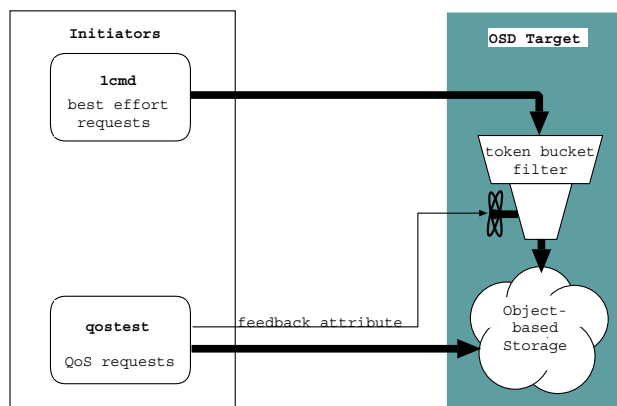 Initiators
OSD Target
1cmd
best effort
requests
token bucket
filter
qostest
QoS requests
feedback attribute
Object-
based
Storage